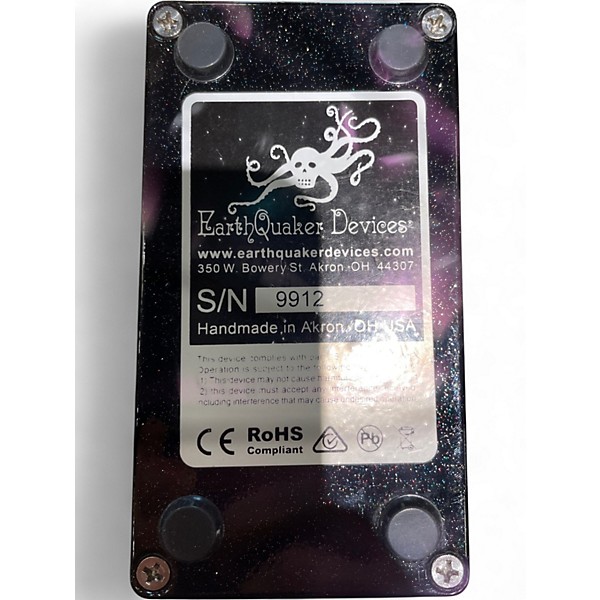 EarthQuaker Devices
www.earthquakerdevices.com
350 W. Bowery St. Akron, OH, 44307
S/N 9912
Handmade in Akron, OH USA
This device complies with
Operation is subject to the
1) This device may not cause
2) this device must accept any
including interference that may cause
CE RoHS Compliant Pb